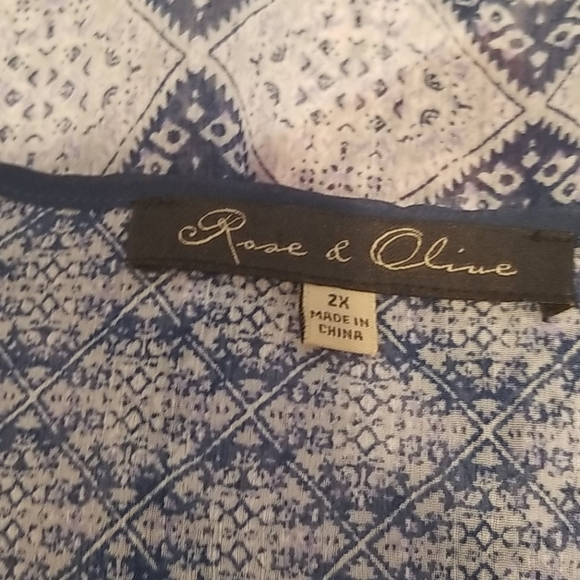 Rose & Olive
2X
MADE IN
CHINA